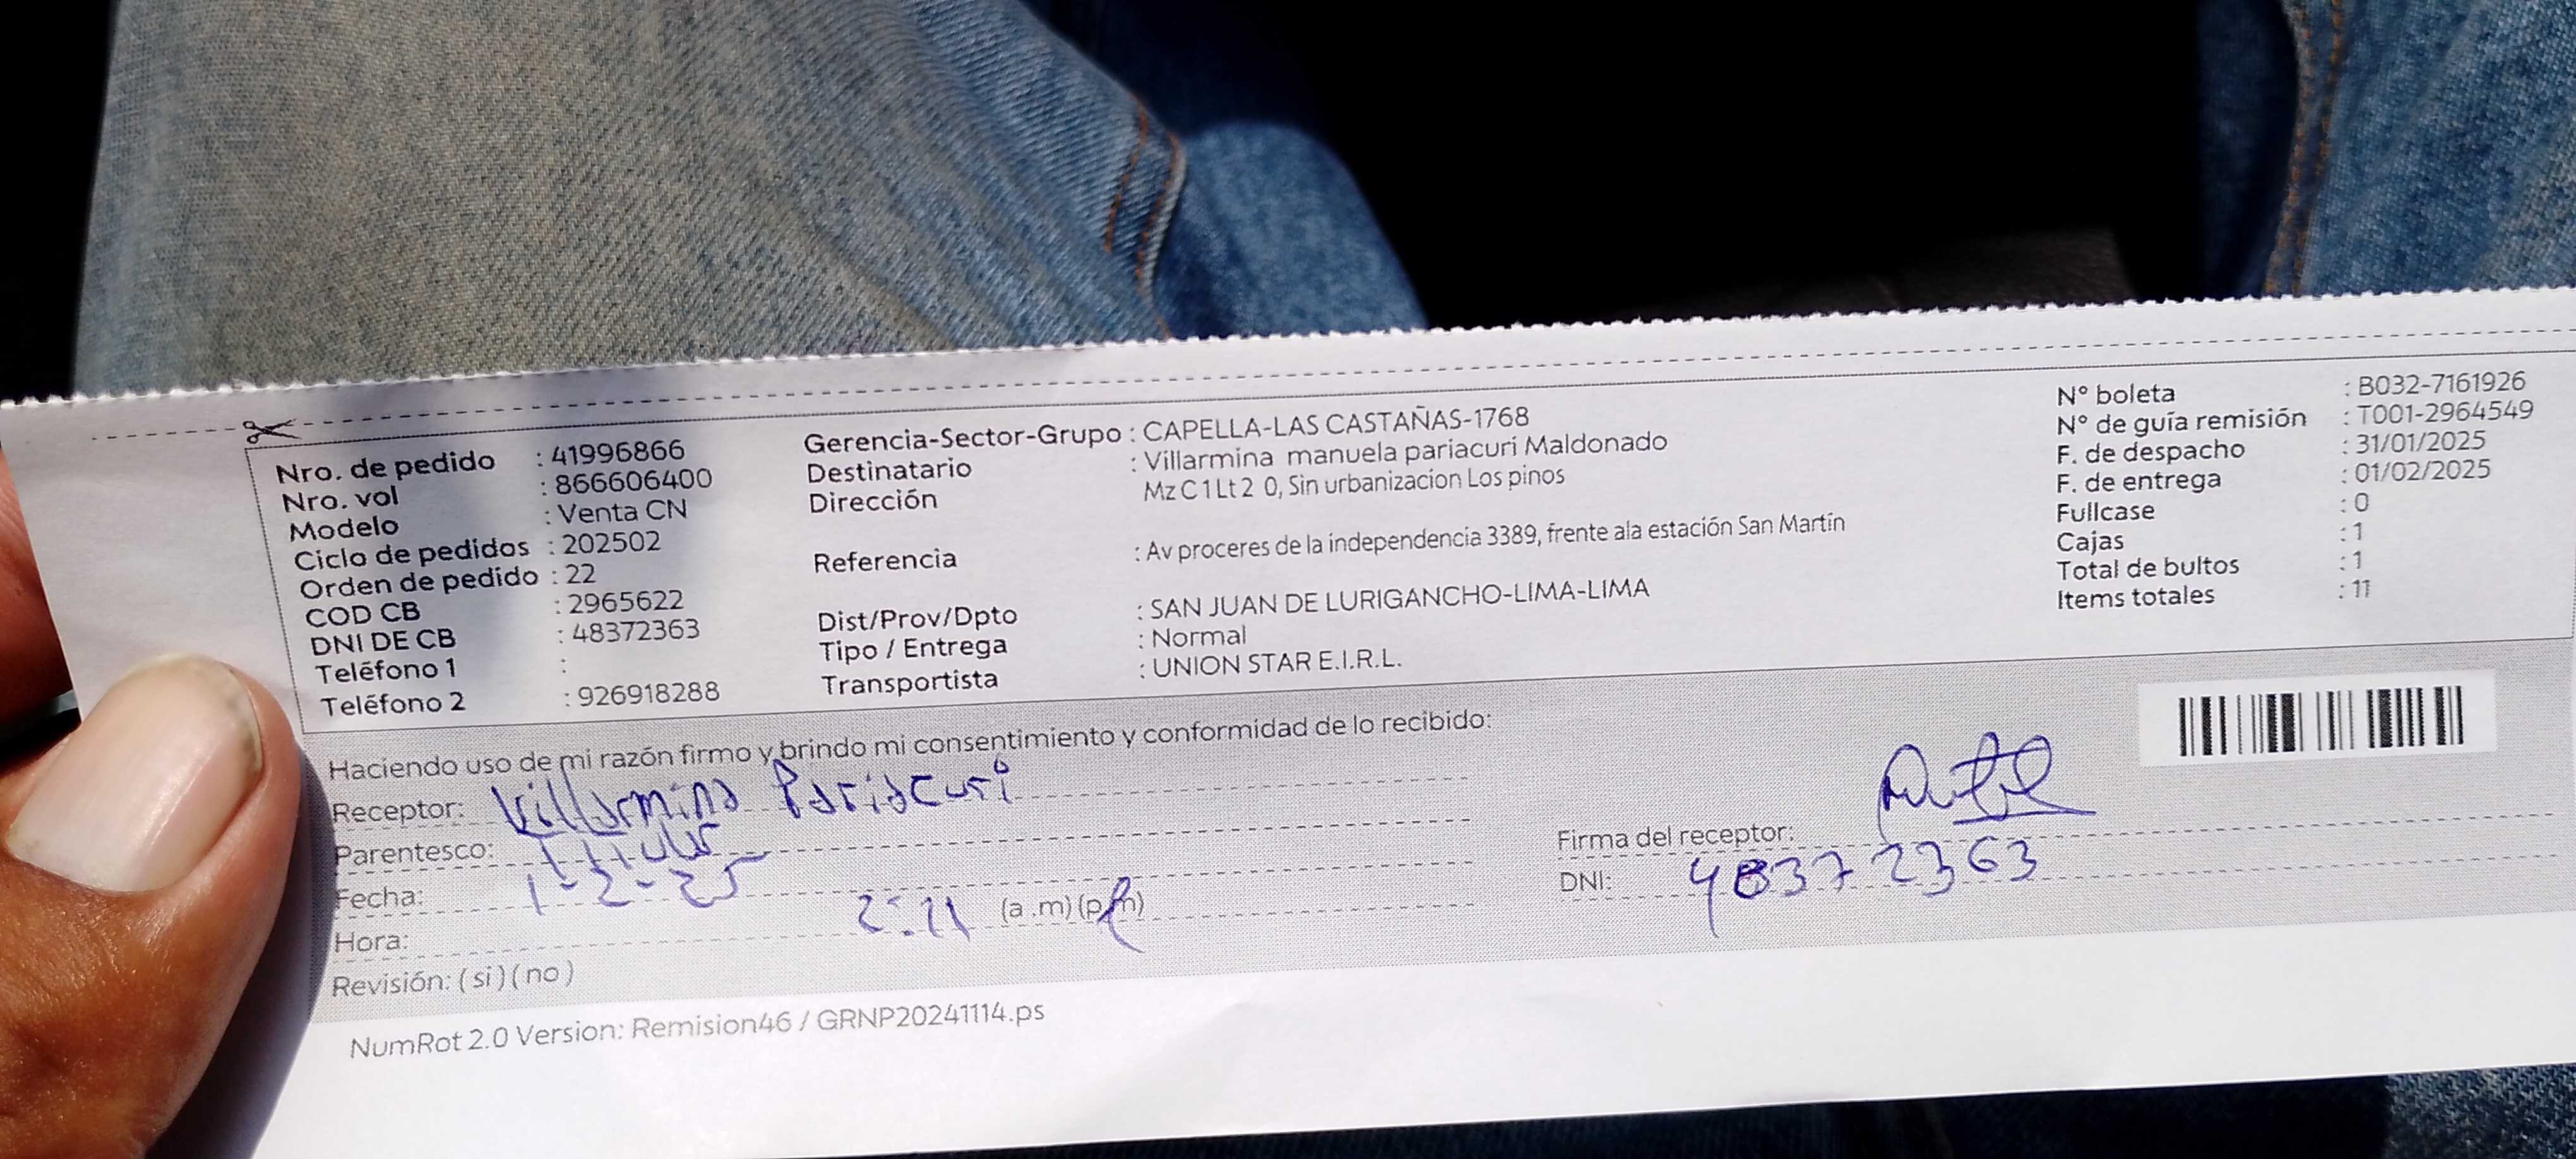 Nro. de pedido : 41996866
Nro. vol : 866606400
Modelo : Venta CN
Ciclo de pedidos : 202502
Orden de pedido : 22
COD CB : 2965622
DNI DE CB : 48372363
Teléfono 1 :
Teléfono 2 : 926918288
Gerencia-Sector-Grupo : CAPELLA-LAS CASTAÑAS-1768
Destinatario : Villarmina manuela pariacuri Maldonado
Dirección Mz C 1 Lt 2 0, Sin urbanizacion Los pinos
Referencia : Av proceres de la independencia 3389, frente ala estación San Martín
Dist/Prov/Dpto : SAN JUAN DE LURIGANCHO-LIMA-LIMA
Tipo / Entrega : Normal
Transportista : UNION STAR E.I.R.L.
N° boleta : B032-7161926
N° de guía remisión : T001-2964549
F. de despacho : 31/01/2025
F. de entrega : 01/02/2025
Fullcase : 0
Cajas : 1
Total de bultos : 1
Items totales : 11
Haciendo uso de mi razón firmo y brindo mi consentimiento y conformidad de lo recibido:
Receptor: Villarmina Pariacuri
Parentesco: Titular
Fecha: 1-2-25
Hora: 2:11 (a.m) (p.m)
Revisión: (si) (no)
Firma del receptor:
DNI: 48372363
NumRot 2.0 Version: Remision46 / GRNP20241114.ps